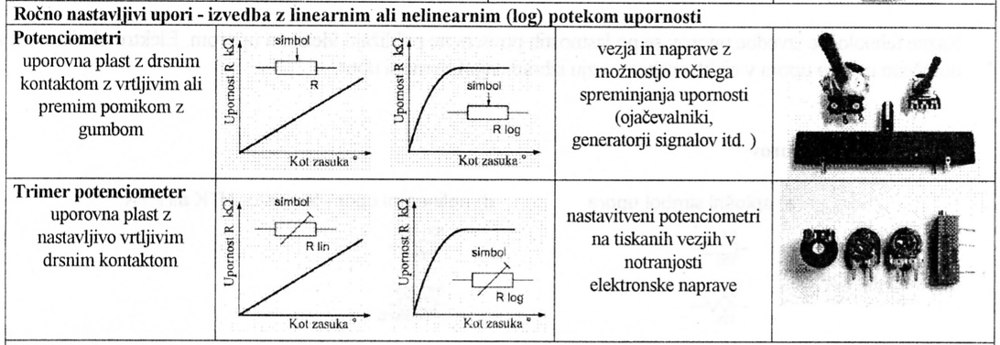 Ročno nastavljivi upori - izvedba z linearnim ali nelinearnim (log) potekom upornosti
Potenciometri
uporovna plast z drsnim
kontaktom z vrtljivim ali
premim pomikom z
gumbom
Upornost R kΩ
simbol
R
Kot zasuka °
Upornost R kΩ
simbol
R log
Kot zasuka °
vezja in naprave z
možnostjo ročnega
spreminjanja upornosti
(ojačevalniki,
generatorji signalov itd. )
Trimer potenciometer
uporovna plast z
nastavljivo vrtljivim
drsnim kontaktom
Upornost R kΩ
simbol
R lin
Kot zasuka °
Upornost R kΩ
simbol
R log
Kot zasuka °
nastavitveni potenciometri
na tiskanih vezjih v
notranjosti
elektronske naprave